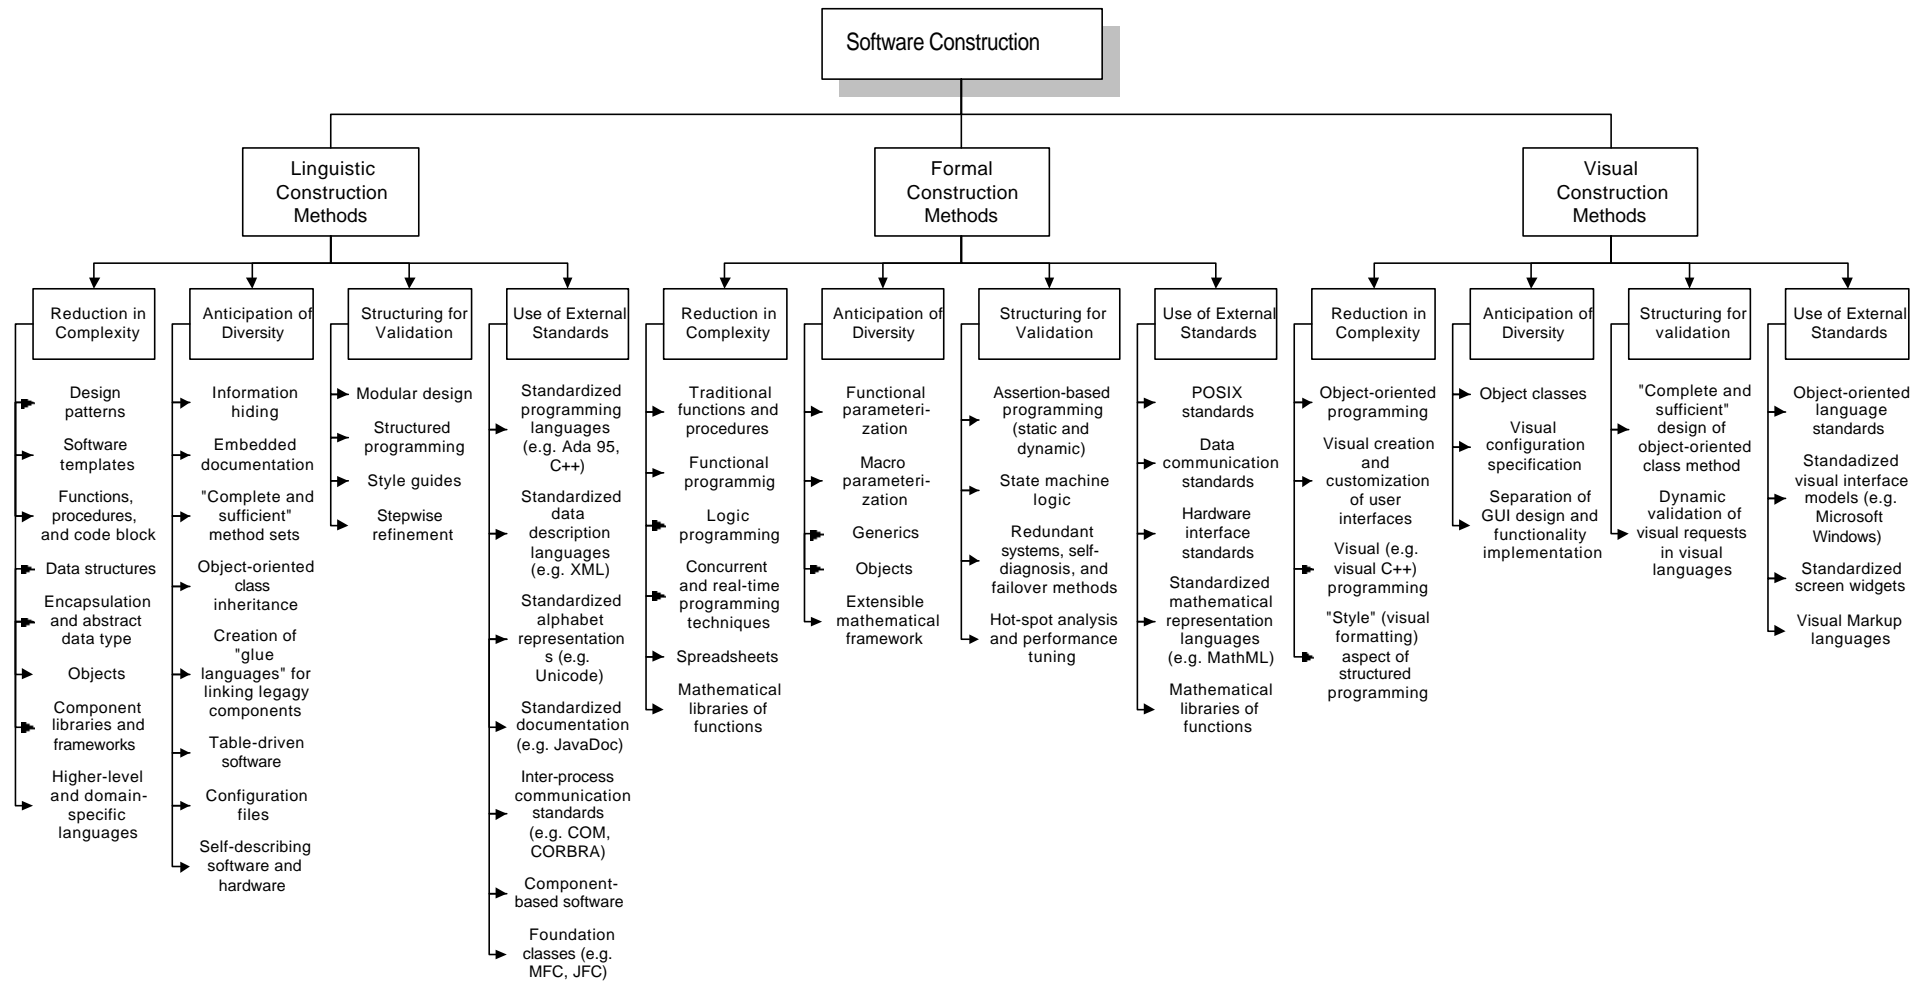 Software Construction
Linguistic
Construction
Methods
Formal
Construction
Methods
Visual
Construction
Methods
Reduction in
Complexity
Design
patterns
Software
templates
Functions,
procedures,
and code block
Data structures
Encapsulation
and abstract
data type
Objects
Component
libraries and
frameworks
Higher-level
and domain-
specific
languages
Anticipation of
Diversity
Information
hiding
Embedded
documentation
"Complete and
sufficient"
method sets
Object-oriented
class
inheritance
Creation of
"glue
languages" for
linking legacy
components
Table-driven
software
Configuration
files
Self-describing
software and
hardware
Structuring for
Validation
Modular design
Structured
programming
Style guides
Stepwise
refinement
Use of External
Standards
Standardized
programming
languages
(e.g. Ada 95,
C++)
Standardized
data
description
languages
(e.g. XML)
Standardized
alphabet
representation
s (e.g.
Unicode)
Standardized
documentation
(e.g. JavaDoc)
Inter-process
communication
standards
(e.g. COM,
CORBRA)
Component-
based software
Foundation
classes (e.g.
MFC, JFC)
Reduction in
Complexity
Traditional
functions and
procedures
Functional
programmig
Logic
programming
Concurrent
and real-time
programming
techniques
Spreadsheets
Mathematical
libraries of
functions
Anticipation of
Diversity
Functional
parameteri-
zation
Macro
parameteri-
zation
Generics
Objects
Extensible
mathematical
framework
Structuring for
Validation
Assertion-based
programming
(static and
dynamic)
State machine
logic
Redundant
systems, self-
diagnosis, and
failover methods
Hot-spot analysis
and performance
tuning
Use of External
Standards
POSIX
standards
Data
communication
standards
Hardware
interface
standards
Standardized
mathematical
representation
languages
(e.g. MathML)
Mathematical
libraries of
functions
Reduction in
Complexity
Object-oriented
programming
Visual creation
and
customization
of user
interfaces
Visual (e.g.
visual C++)
programming
"Style" (visual
formatting)
aspect of
structured
programming
Anticipation of
Diversity
Object classes
Visual
configuration
specification
Separation of
GUI design and
functionality
implementation
Structuring for
validation
"Complete and
sufficient"
design of
object-oriented
class method
Dynamic
validation of
visual requests
in visual
languages
Use of External
Standards
Object-oriented
language
standards
Standadized
visual interface
models (e.g.
Microsoft
Windows)
Standardized
screen widgets
Visual Markup
languages